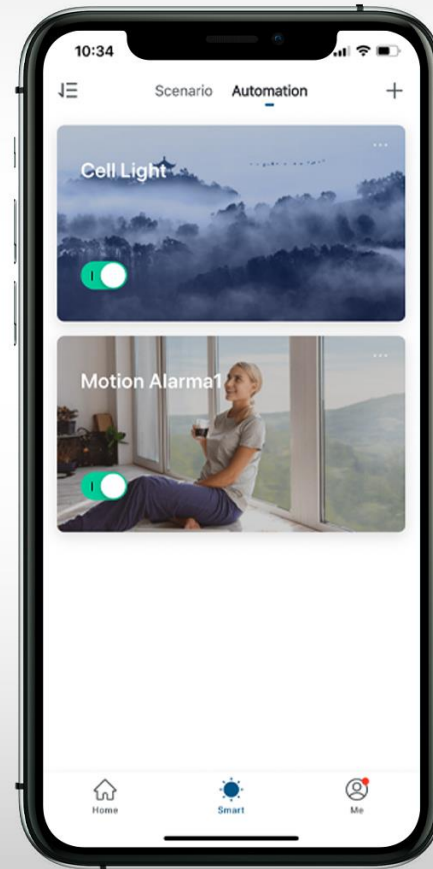 10:34
Scenario Automation
Cell Light
Motion Alarma1
Home Smart Me